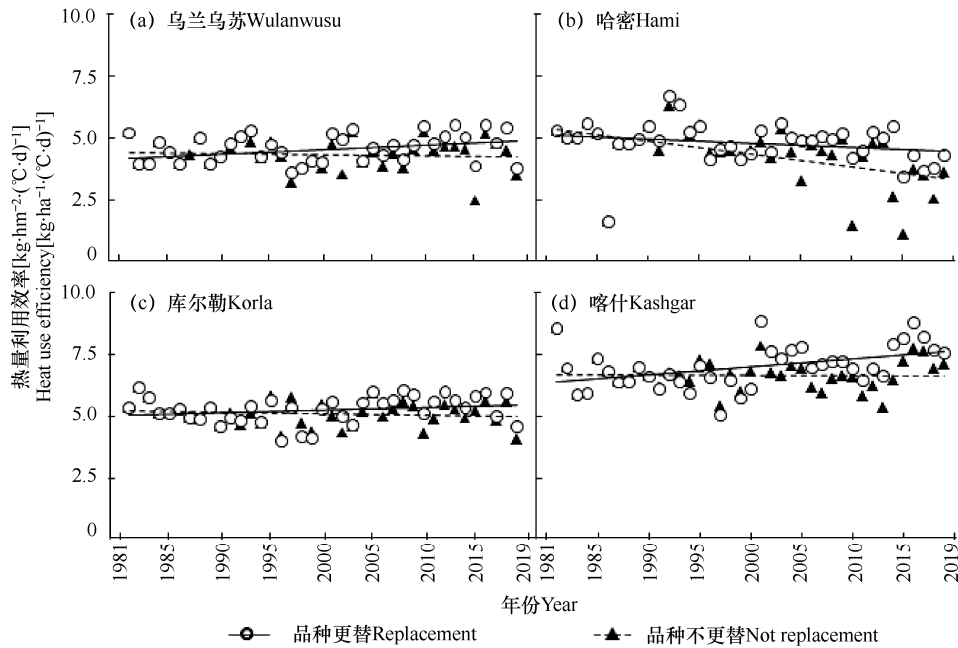 热量利用效率[kg·hm⁻²·(℃·d)⁻¹]
Heat use efficiency[kg·ha⁻¹·(℃·d)⁻¹]
10.0
7.5
5.0
2.5
0
(a) 乌兰乌苏Wulanwusu
(b) 哈密Hami
10.0
7.5
5.0
2.5
0
(c) 库尔勒Korla
(d) 喀什Kashgar
1981 1985 1990 1995 2000 2005 2010 2015 2019
1981 1985 1990 1995 2000 2005 2010 2015 2019
年份Year
品种更替Replacement
品种不更替Not replacement